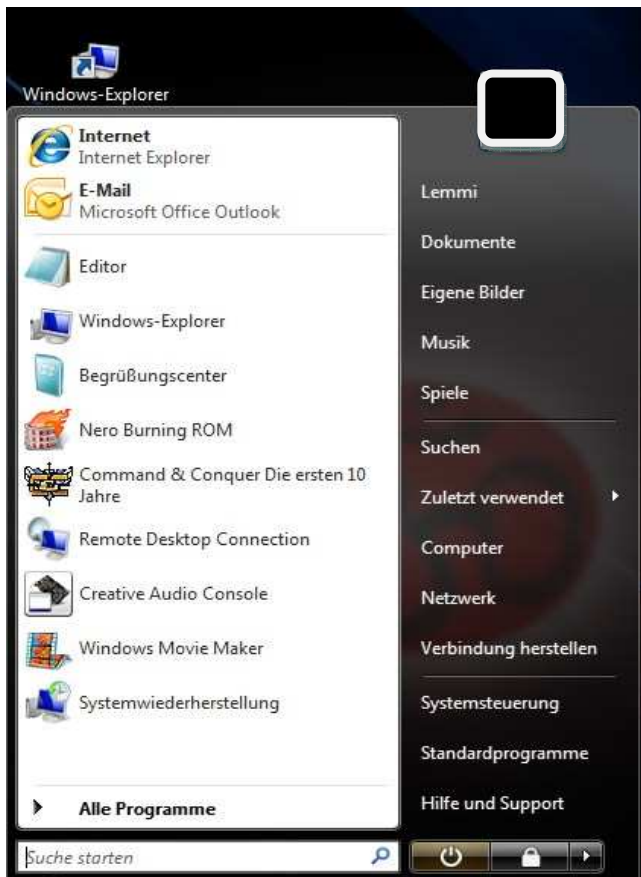 Windows-Explorer
Internet
Internet Explorer
E-Mail
Microsoft Office Outlook
Editor
Windows-Explorer
Begrüßungscenter
Nero Burning ROM
Command & Conquer Die ersten 10
Jahre
Remote Desktop Connection
Creative Audio Console
Windows Movie Maker
Systemwiederherstellung
Alle Programme
Suche starten
Lemmi
Dokumente
Eigene Bilder
Musik
Spiele
Suchen
Zuletzt verwendet
Computer
Netzwerk
Verbindung herstellen
Systemsteuerung
Standardprogramme
Hilfe und Support